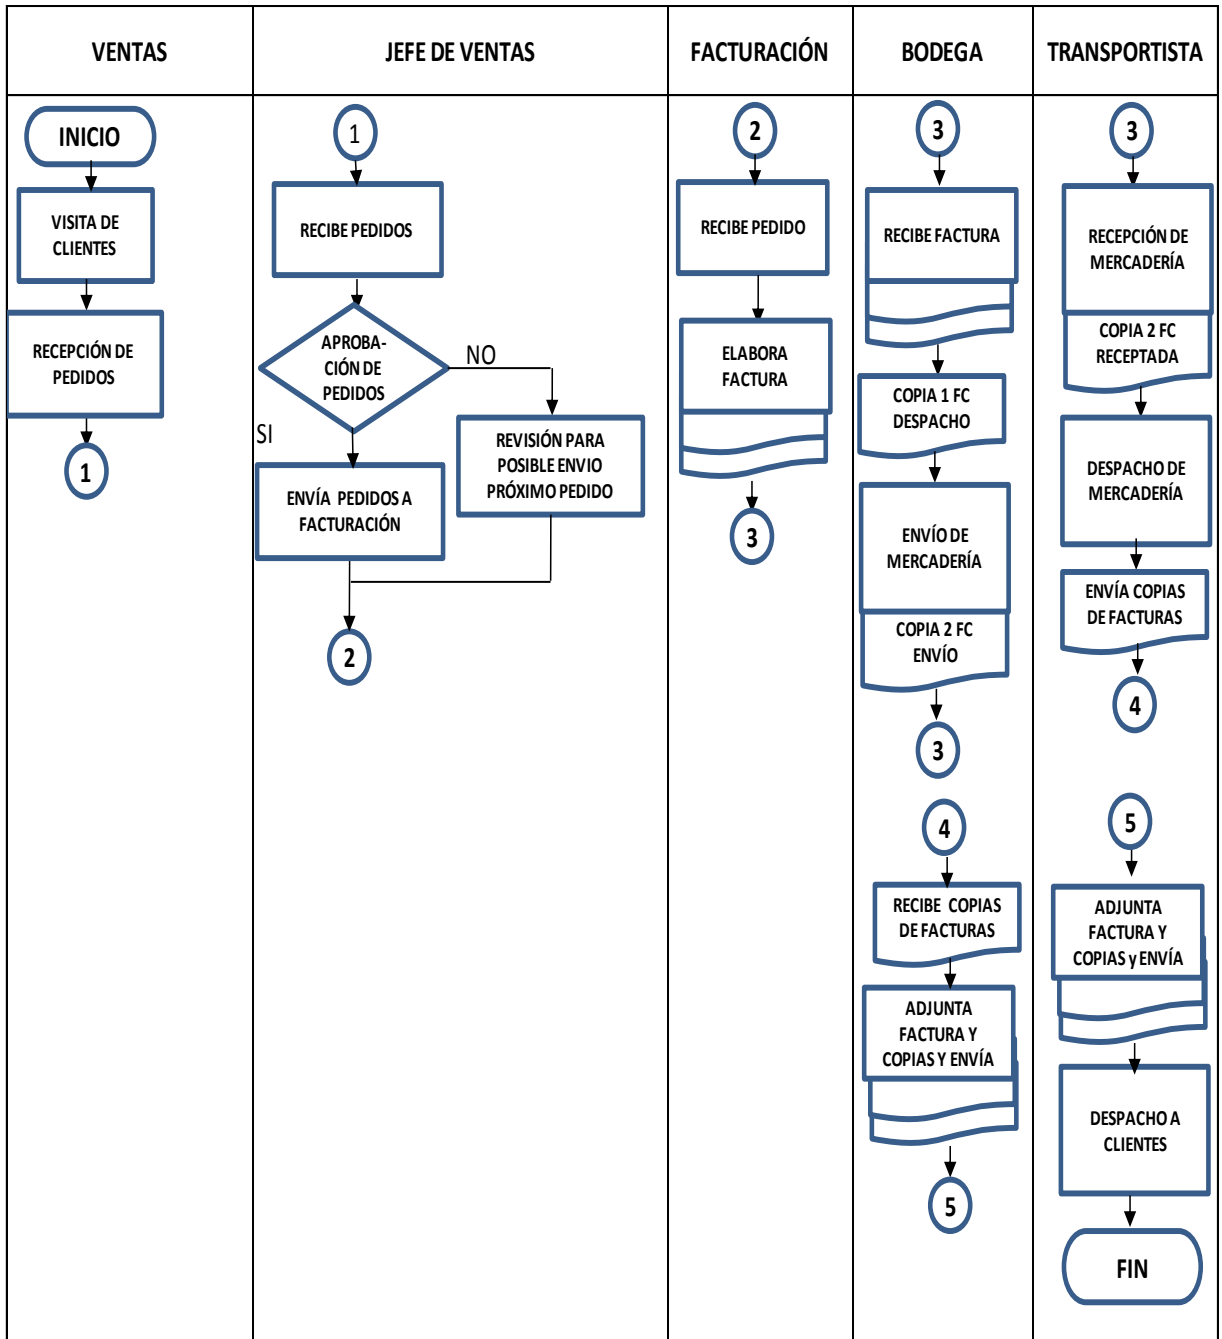 VENTAS
JEFE DE VENTAS
FACTURACIÓN
BODEGA
TRANSPORTISTA
INICIO
VISITA DE
CLIENTES
RECEPCIÓN DE
PEDIDOS
1
1
RECIBE PEDIDOS
APROBA-
CIÓN DE
PEDIDOS
NO
SI
REVISIÓN PARA
POSIBLE ENVIO
PRÓXIMO PEDIDO
ENVÍA PEDIDOS A
FACTURACIÓN
2
2
RECIBE PEDIDO
ELABORA
FACTURA
3
3
RECIBE FACTURA
COPIA 1 FC
DESPACHO
ENVÍO DE
MERCADERÍA
COPIA 2 FC
ENVÍO
3
4
RECIBE COPIAS
DE FACTURAS
ADJUNTA
FACTURA Y
COPIAS Y ENVÍA
5
3
RECEPCIÓN DE
MERCADERÍA
COPIA 2 FC
RECEPTADA
DESPACHO DE
MERCADERÍA
ENVÍA COPIAS
DE FACTURAS
4
5
ADJUNTA
FACTURA Y
COPIAS y ENVÍA
DESPACHO A
CLIENTES
FIN